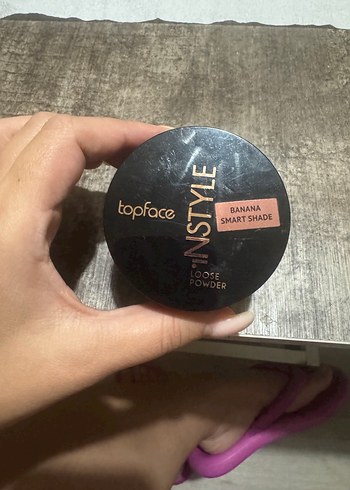 topface
INSTYLE
LOOSE
POWDER
BANANA
SMART SHADE